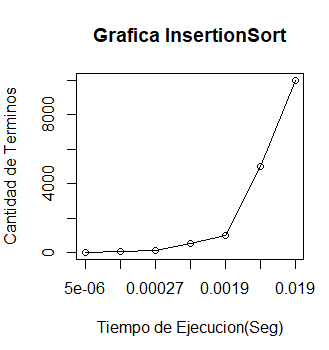 Grafica InsertionSort
Cantidad de Terminos
8000
4000
0
5e-06 0.00027 0.0019 0.019
Tiempo de Ejecucion(Seg)